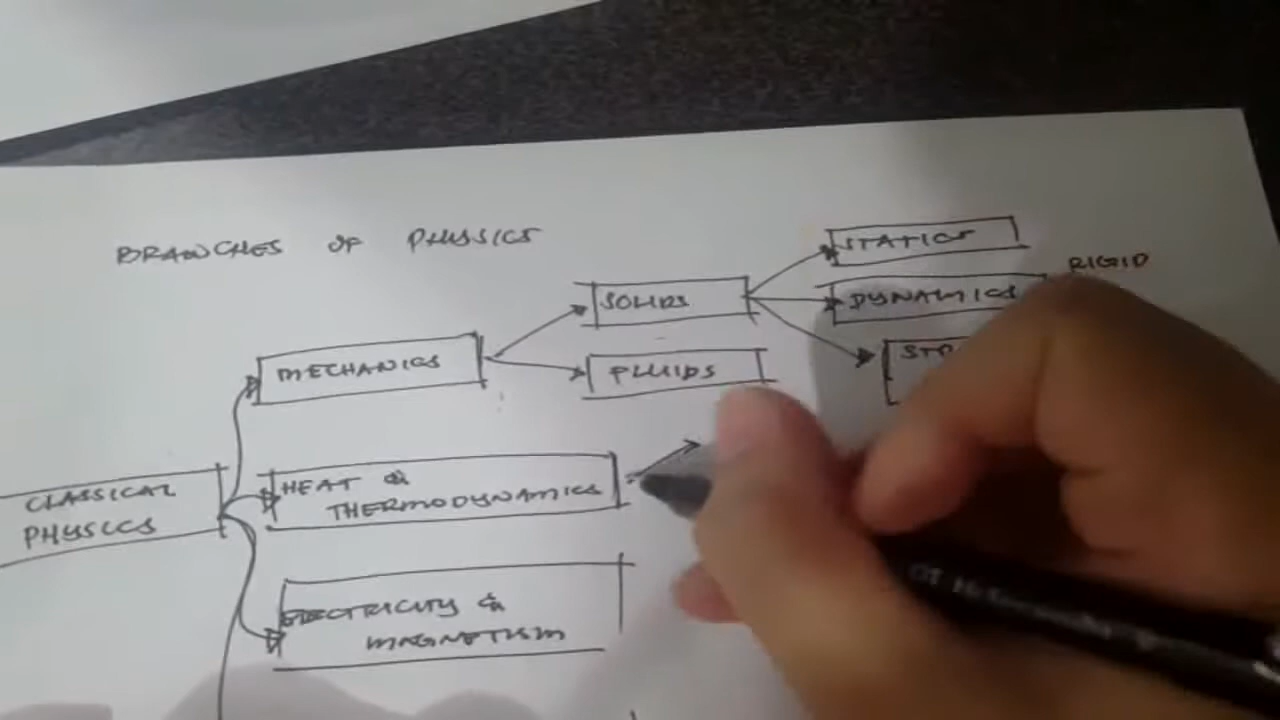 BRANCHES OF PHYSICS
STATICS
RIGID
SOLIDS
DYNAMICS
MECHANICS
FLUIDS
CLASSICAL
PHYSICS
HEAT &
THERMODYNAMICS
ELECTRICITY &
MAGNETISM